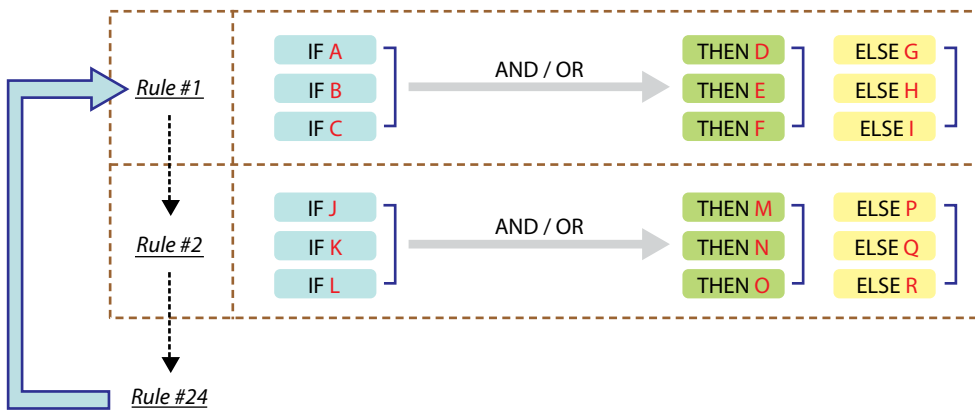 Rule #1
IF A
IF B
IF C
AND / OR
THEN D
THEN E
THEN F
ELSE G
ELSE H
ELSE I
Rule #2
IF J
IF K
IF L
AND / OR
THEN M
THEN N
THEN O
ELSE P
ELSE Q
ELSE R
Rule #24